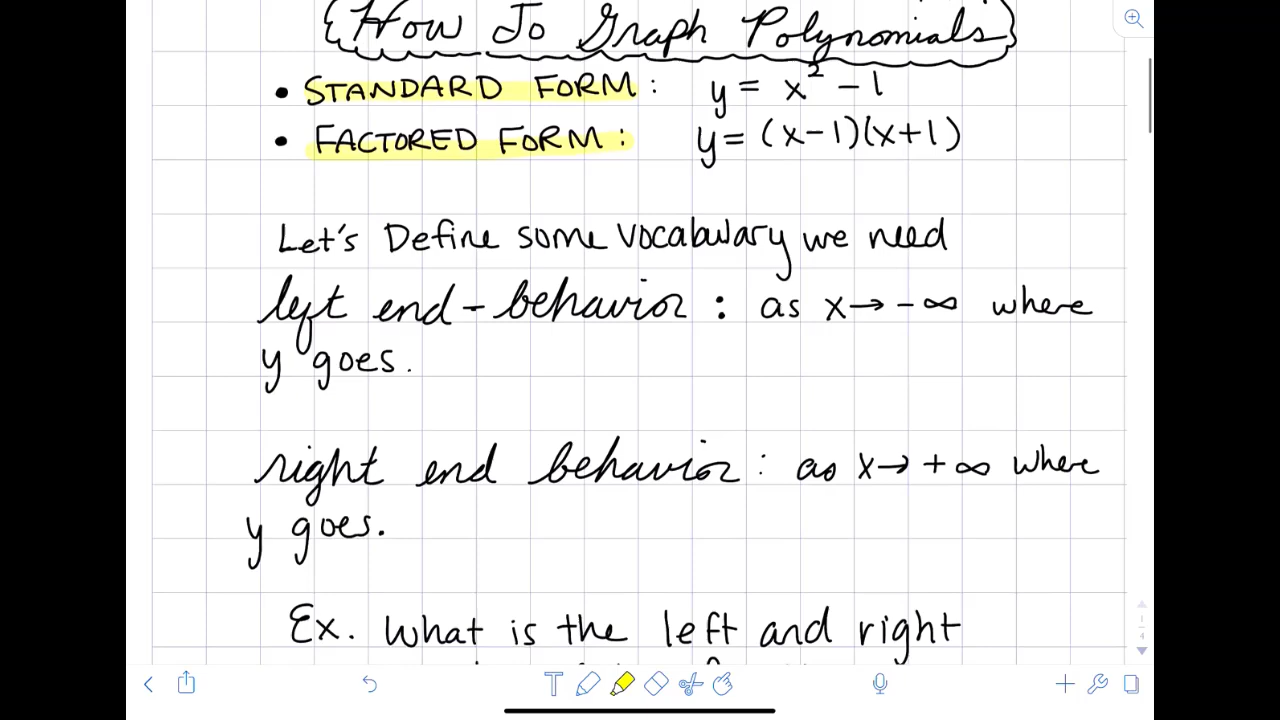 How To Graph Polynomials
• STANDARD FORM: y = x² - 1
• FACTORED FORM: y = (x-1)(x+1)
Let's Define some vocabulary we need
left end-behavior: as x→ -∞ where
y goes.
right end behavior: as x→ +∞ where
y goes.
Ex. What is the left and right